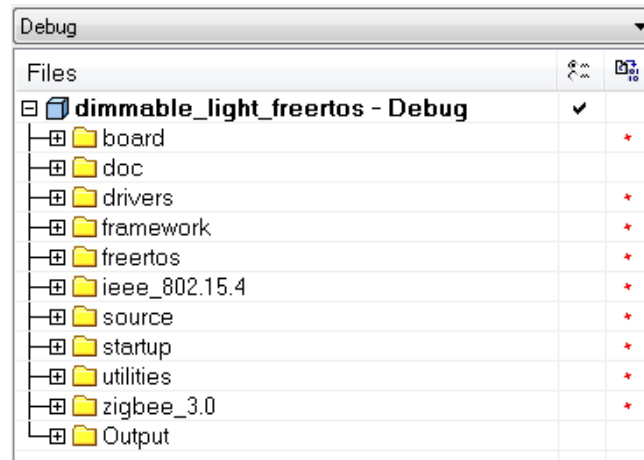 Debug
Files
dimmable_light_freertos - Debug
board
doc
drivers
framework
freertos
ieee_802.15.4
source
startup
utilities
zigbee_3.0
Output